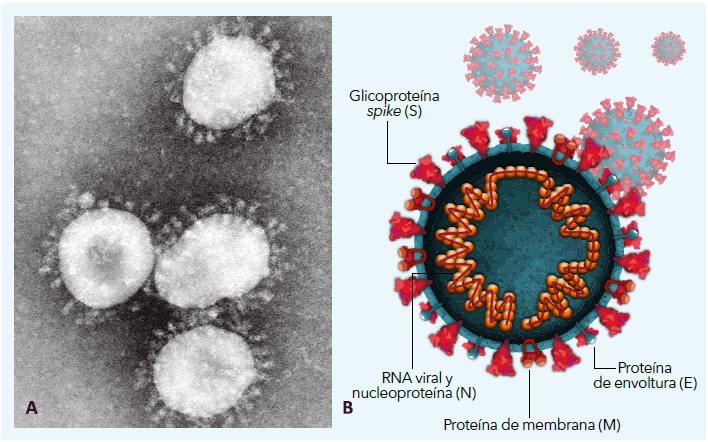 Glicoproteína
spike (S)
RNA viral y
nucleoproteína (N)
Proteína
de envoltura (E)
Proteína de membrana (M)
A
B